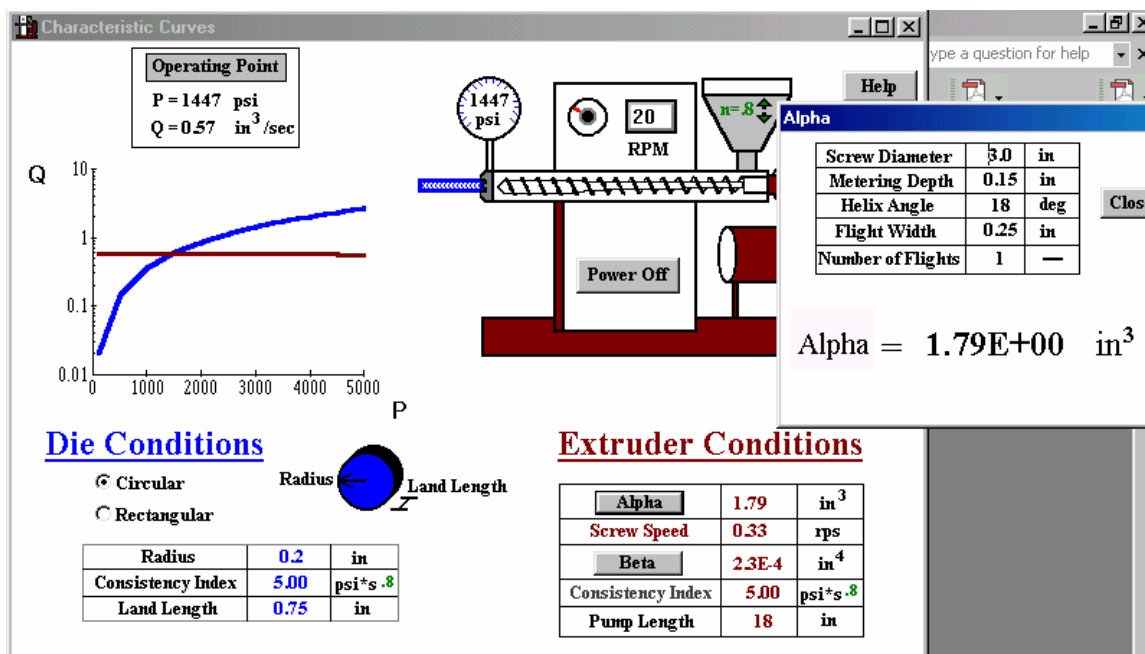 Characteristic Curves
Operating Point
P = 1447 psi
Q = 0.57 in³/sec
1447
psi
20
RPM
n=.8
Help
ype a question for help
Power Off
Q
10
1
0.1
0.01
0 1000 2000 3000 4000 5000
P
Alpha
Screw Diameter 3.0 in
Metering Depth 0.15 in
Helix Angle 18 deg
Flight Width 0.25 in
Number of Flights 1 —
Clos
Alpha = 1.79E+00 in³
Die Conditions
Circular
Rectangular
Radius
Land Length
Radius 0.2 in
Consistency Index 5.00 psi*s .8
Land Length 0.75 in
Extruder Conditions
Alpha 1.79 in³
Screw Speed 0.33 rps
Beta 2.3E-4 in⁴
Consistency Index 5.00 psi*s .8
Pump Length 18 in